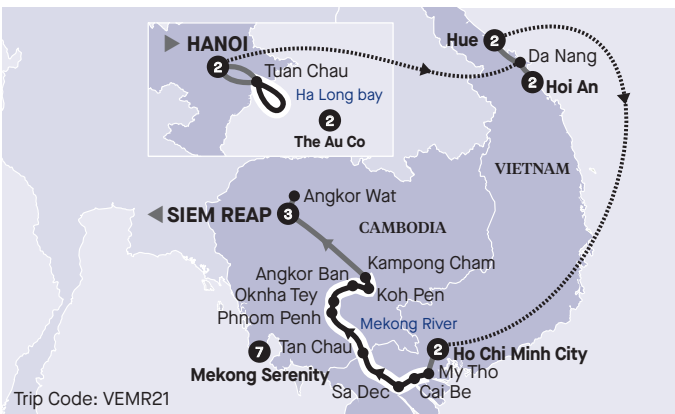 HANOI
2
Tuan Chau
Ha Long bay
2
The Au Co
Hue 2
Da Nang
2 Hoi An
VIETNAM
Angkor Wat
SIEM REAP 3
CAMBODIA
Kampong Cham
Angkor Ban
Koh Pen
Oknha Tey
Phnom Penh
Mekong River
7
Mekong Serenity
Tan Chau
2 Ho Chi Minh City
My Tho
Cai Be
Sa Dec
Trip Code: VEMR21